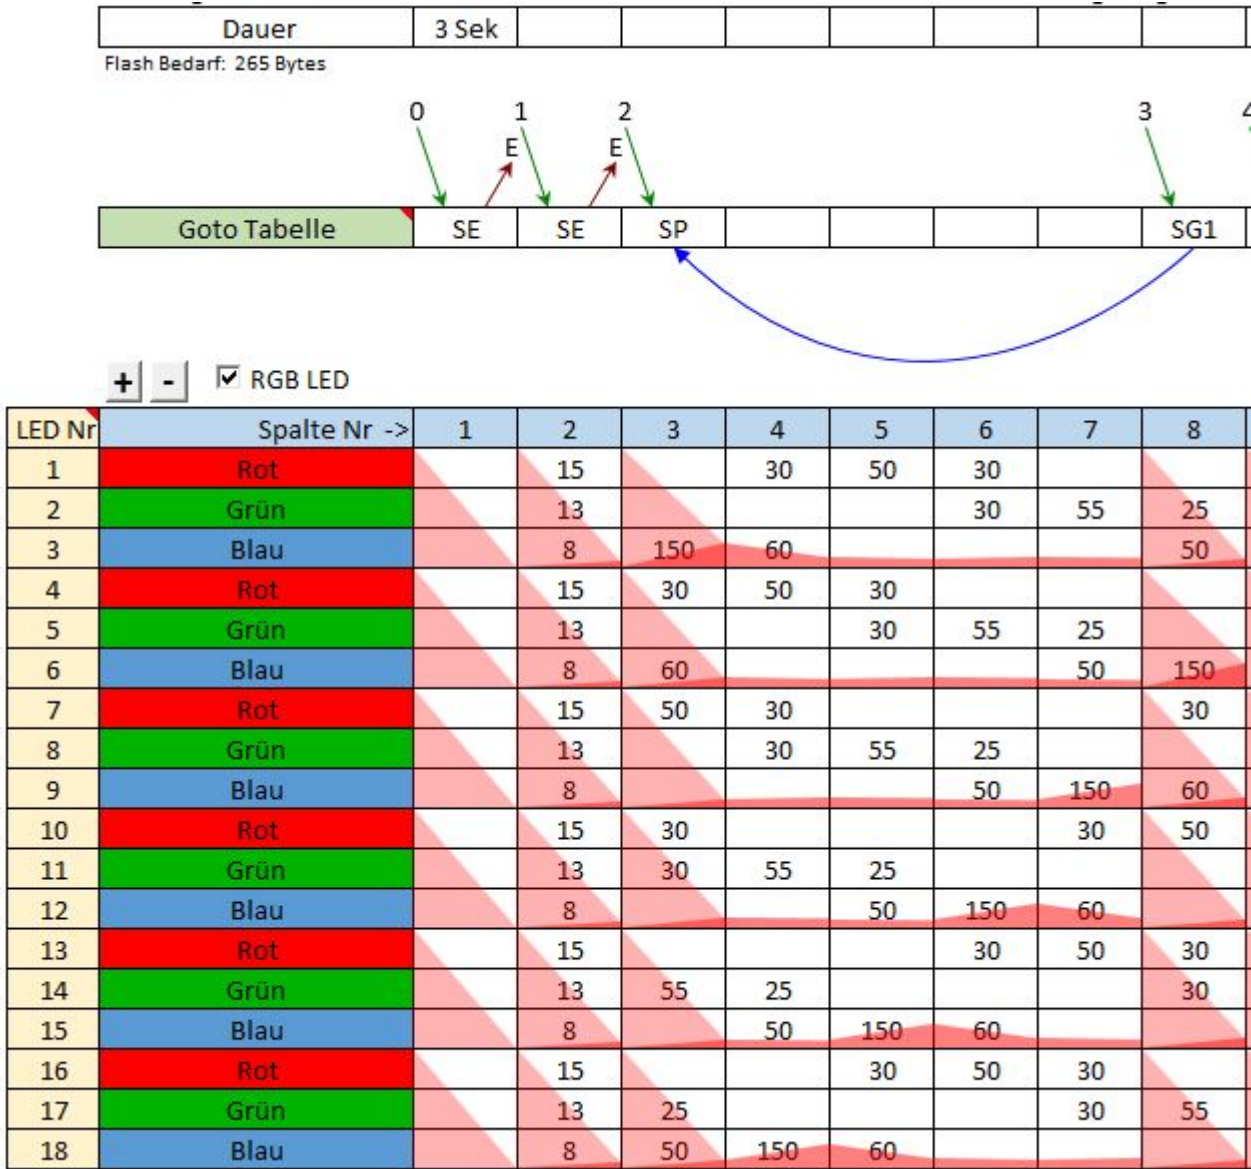 Dauer 3 Sek
Flash Bedarf: 265 Bytes
0 1 2 3 4
E E
Goto Tabelle SE SE SP SG1
+ - RGB LED
LED Nr Spalte Nr -> 1 2 3 4 5 6 7 8
1 Rot 15 30 50 30
2 Grün 13 30 55 25
3 Blau 8 150 60 50
4 Rot 15 30 50 30
5 Grün 13 30 55 25
6 Blau 8 60 50 150
7 Rot 15 50 30 30
8 Grün 13 30 55 25
9 Blau 8 50 150 60
10 Rot 15 30 30 50
11 Grün 13 30 55 25
12 Blau 8 50 150 60
13 Rot 15 30 50 30
14 Grün 13 55 25 30
15 Blau 8 50 150 60
16 Rot 15 30 50 30
17 Grün 13 25 30 55
18 Blau 8 50 150 60